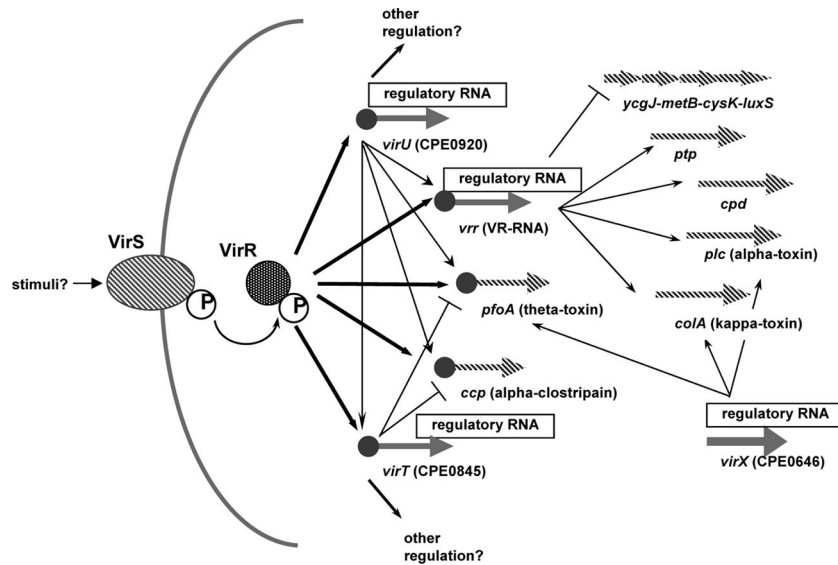 other
regulation?
regulatory RNA
virU (CPE0920)
ycgJ-metB-cysK-luxS
ptp
regulatory RNA
vrr (VR-RNA)
cpd
VirS
VirR
plc (alpha-toxin)
stimuli?
P
P
pfoA (theta-toxin)
colA (kappa-toxin)
ccp (alpha-clostripain)
regulatory RNA
virX (CPE0646)
regulatory RNA
virT (CPE0845)
other
regulation?